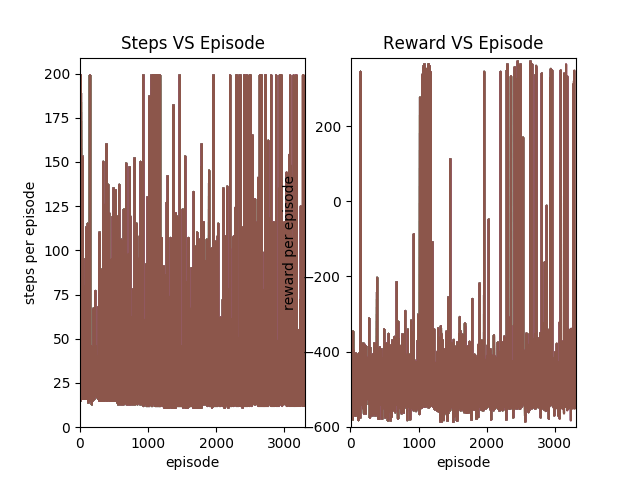 Steps VS Episode
Reward VS Episode
steps per episode
200
175
150
125
100
75
50
25
0
0 1000 2000 3000
episode
reward per episode
200
0
−200
−400
−600
0 1000 2000 3000
episode